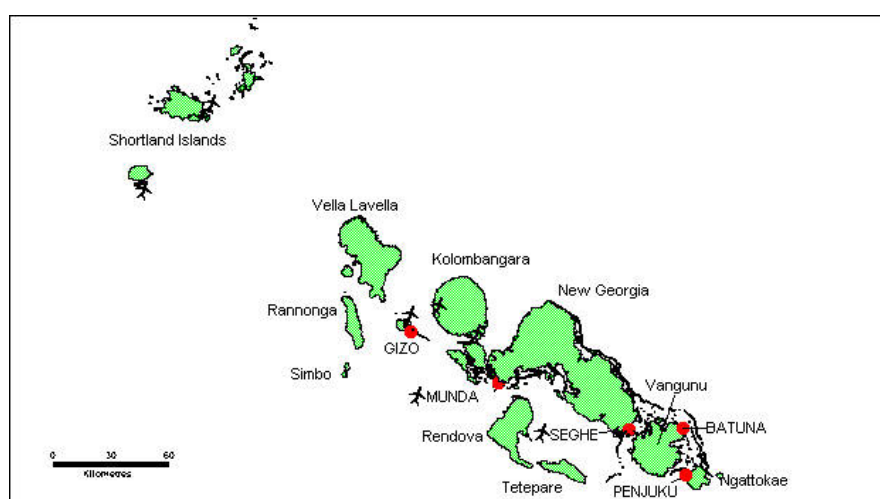 Shortland Islands
Vella Lavella
Kolombangara
New Georgia
Rannonga
GIZO
Vangunu
Simbo
MUNDA
Rendova
SEGHE
BATUNA
Tetepare
PENJUKU
Ngattokae
0 30 60
Kilometres